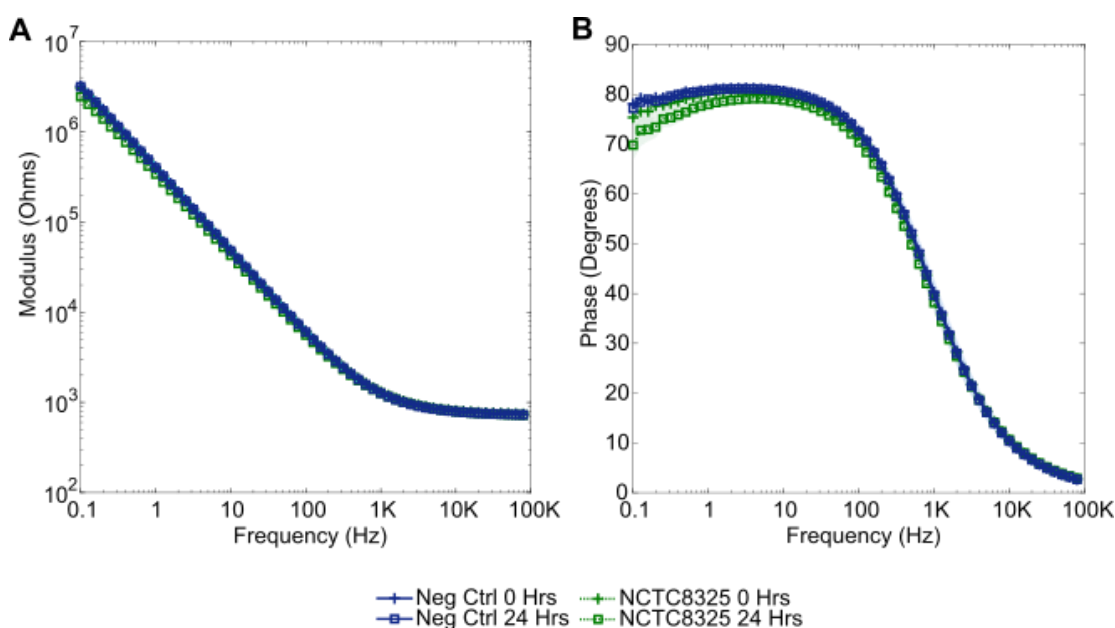 A
Modulus (Ohms)
10^7
10^6
10^5
10^4
10^3
10^2
0.1 1 10 100 1K 10K 100K
Frequency (Hz)
B
Phase (Degrees)
90
80
70
60
50
40
30
20
10
0
0.1 1 10 100 1K 10K 100K
Frequency (Hz)
Neg Ctrl 0 Hrs NCTC8325 0 Hrs
Neg Ctrl 24 Hrs NCTC8325 24 Hrs